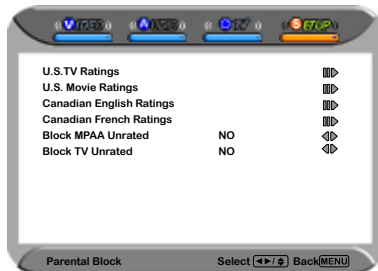 SETUP
U.S.TV Ratings
U.S. Movie Ratings
Canadian English Ratings
Canadian French Ratings
Block MPAA Unrated NO
Block TV Unrated NO
Parental Block Select / Back MENU